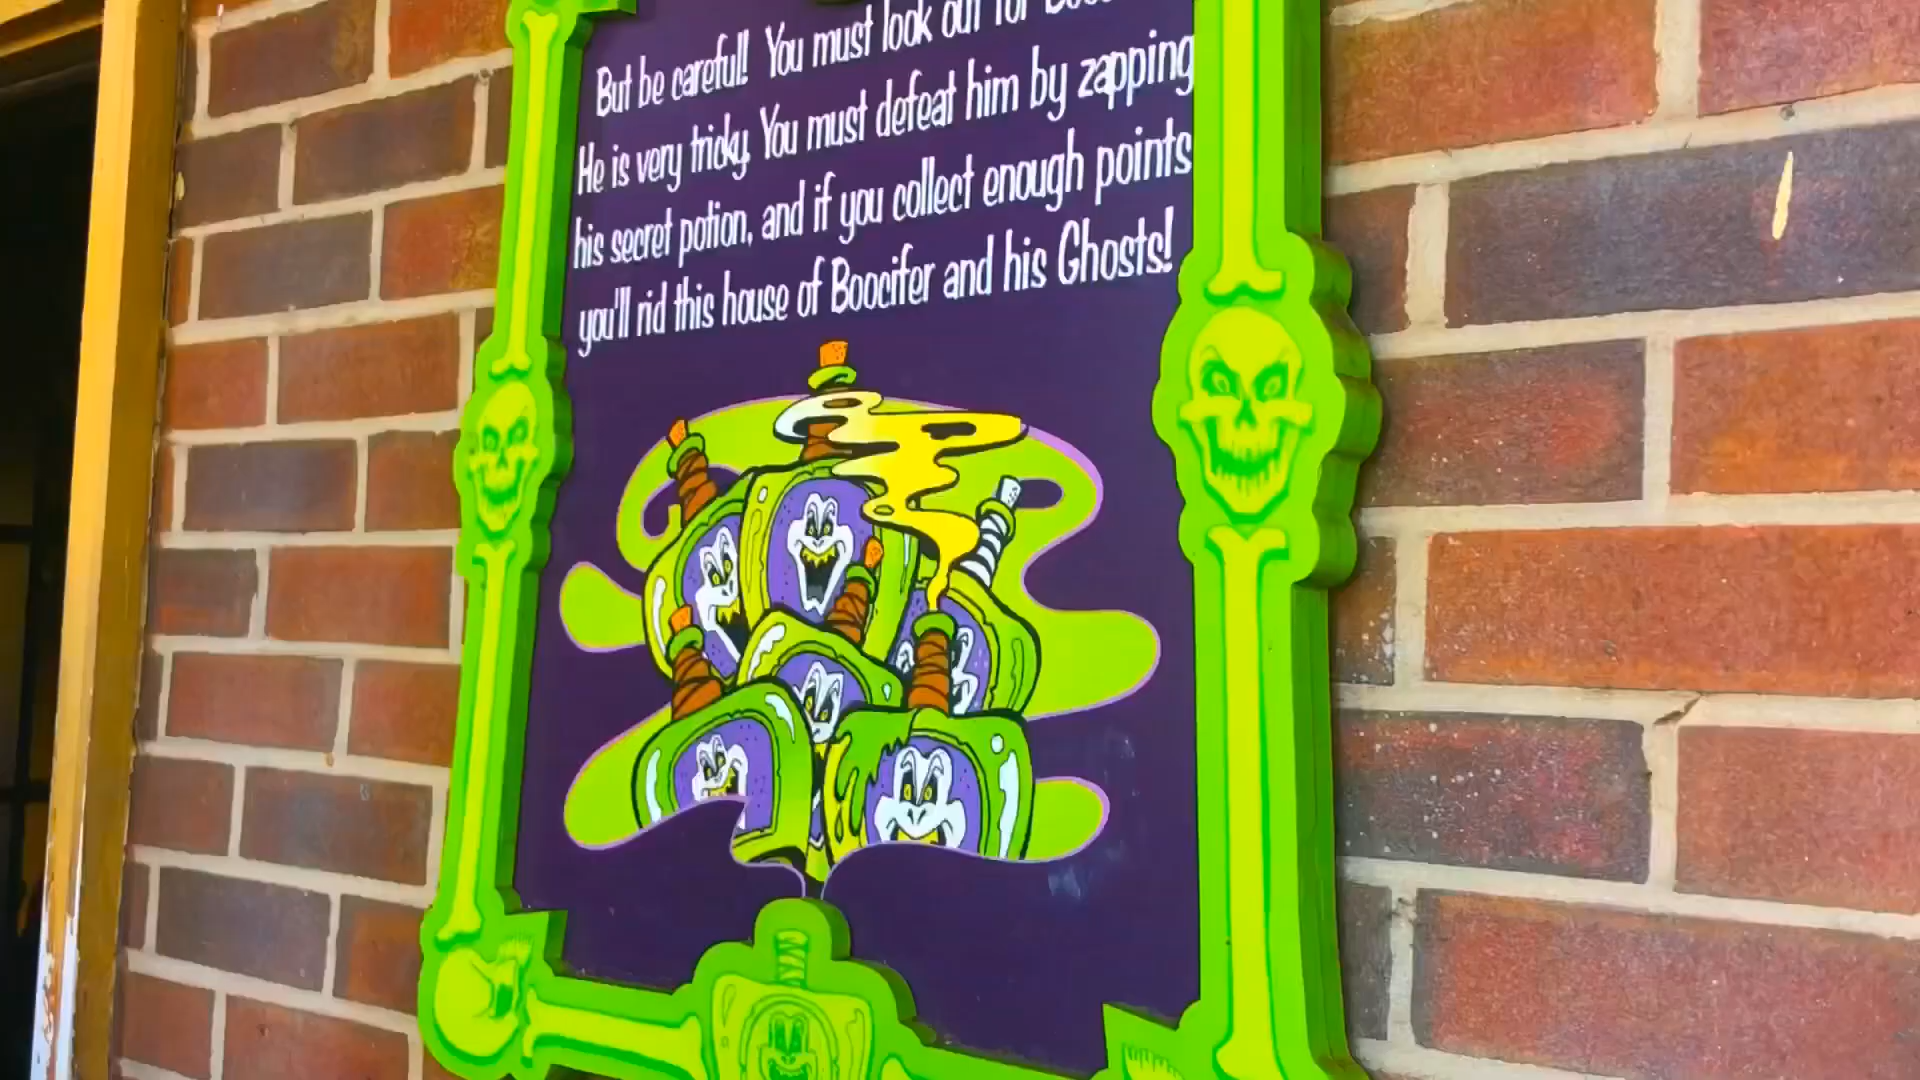 But be careful! You must look out for
He is very tricky. You must defeat him by zapping
his secret potion, and if you collect enough points
you'll rid this house of Boocifer and his Ghosts!